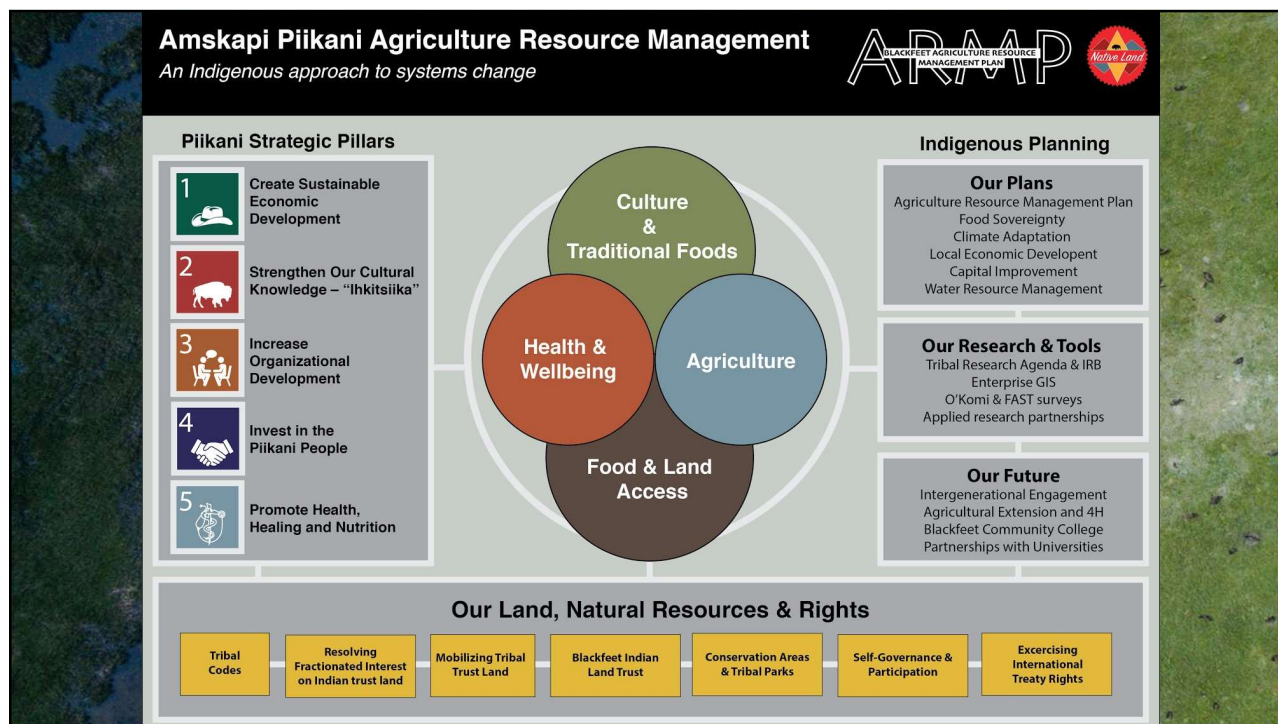 Amskapi Piikani Agriculture Resource Management
An Indigenous approach to systems change
ARMP
BLACKFEET AGRICULTURE RESOURCE
MANAGEMENT PLAN
Native Land
Piikani Strategic Pillars
1
Create Sustainable
Economic
Development
2
Strengthen Our Cultural
Knowledge – “Ihkitsiika”
3
Increase
Organizational
Development
4
Invest in the
Piikani People
5
Promote Health,
Healing and Nutrition
Culture
&
Traditional Foods
Health &
Wellbeing
Agriculture
Food & Land
Access
Indigenous Planning
Our Plans
Agriculture Resource Management Plan
Food Sovereignty
Climate Adaptation
Local Economic Developent
Capital Improvement
Water Resource Management
Our Research & Tools
Tribal Research Agenda & IRB
Enterprise GIS
O’Komi & FAST surveys
Applied research partnerships
Our Future
Intergenerational Engagement
Agricultural Extension and 4H
Blackfeet Community College
Partnerships with Universities
Our Land, Natural Resources & Rights
Tribal
Codes
Resolving
Fractionated Interest
on Indian trust land
Mobilizing Tribal
Trust Land
Blackfeet Indian
Land Trust
Conservation Areas
& Tribal Parks
Self-Governance &
Participation
Excercising
International
Treaty Rights